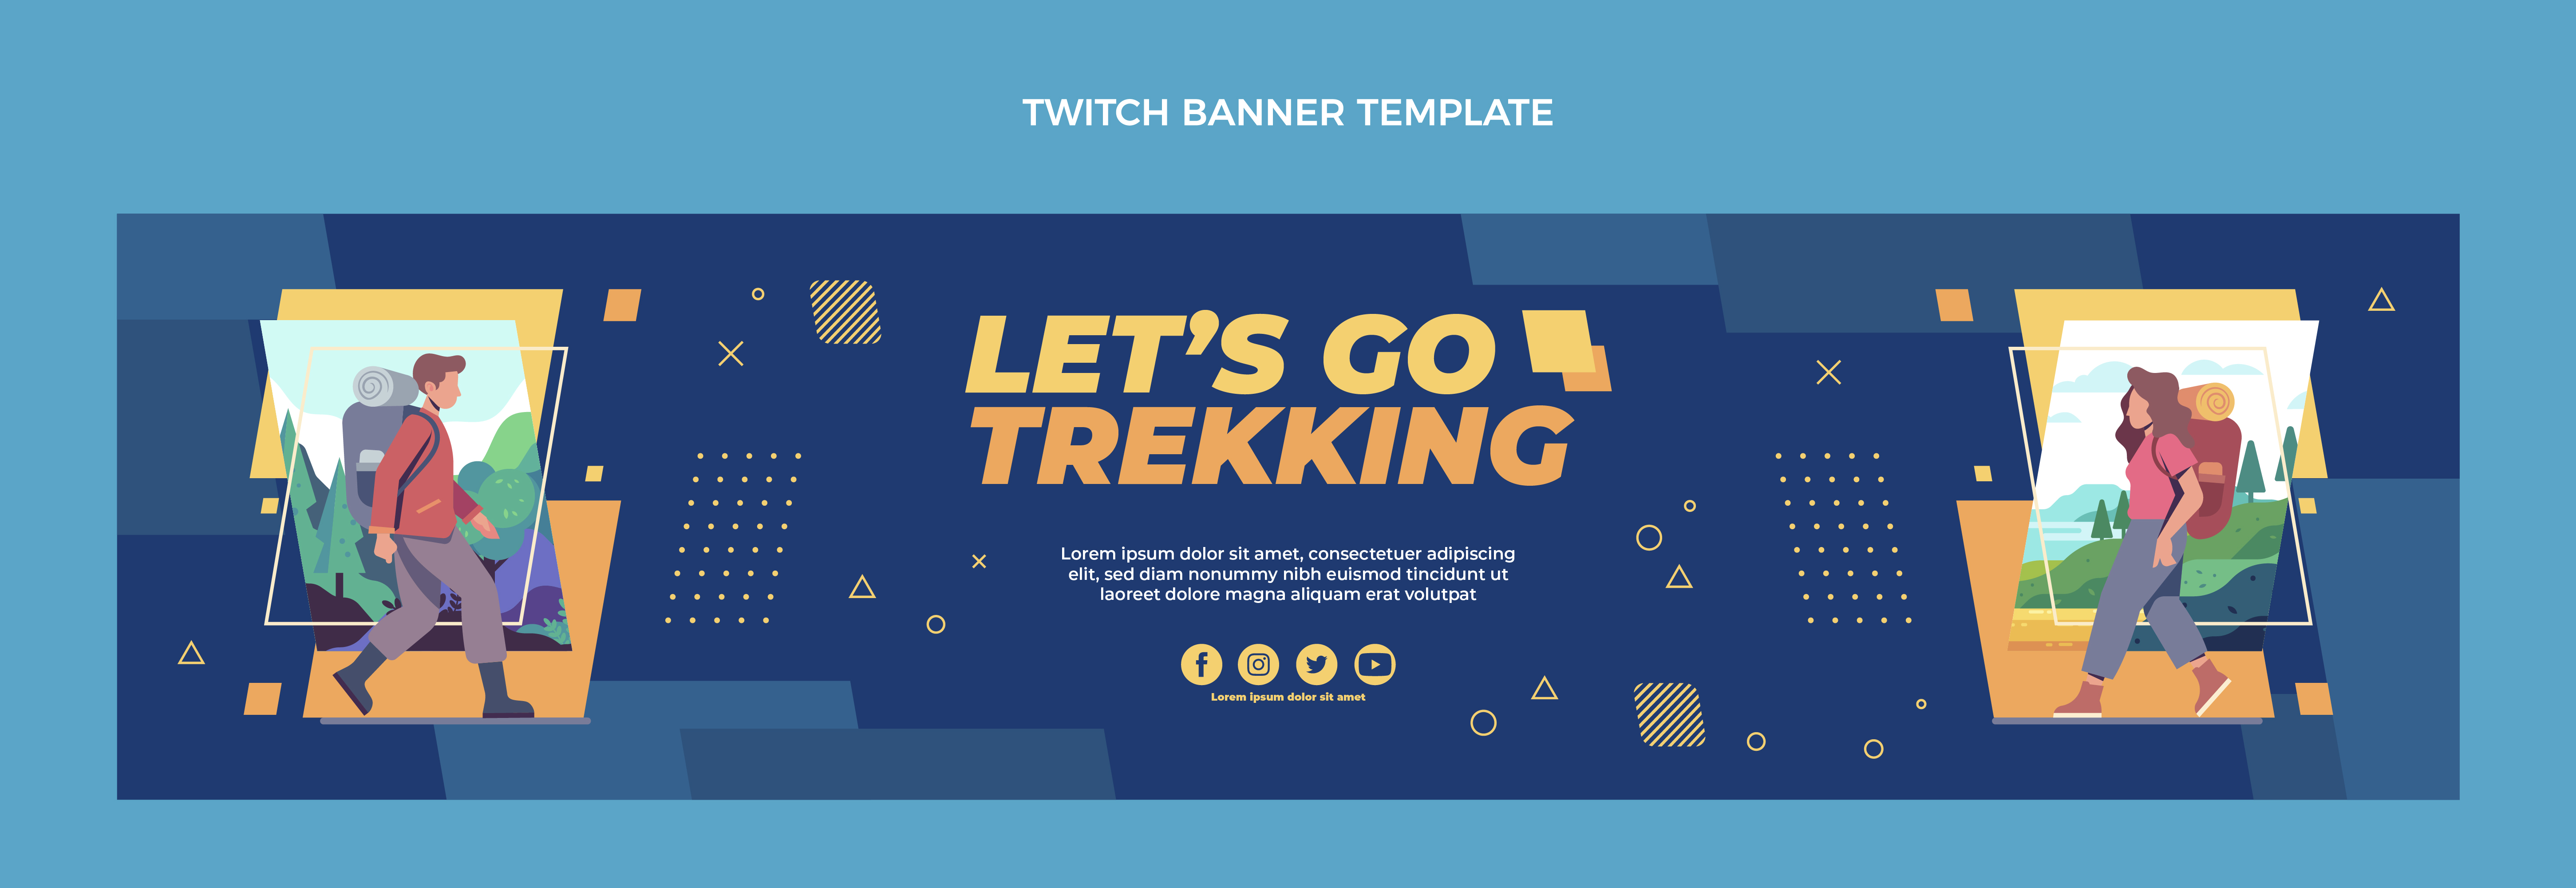 TWITCH BANNER TEMPLATE
LET’S GO
TREKKING
Lorem ipsum dolor sit amet, consectetuer adipiscing
elit, sed diam nonummy nibh euismod tincidunt ut
laoreet dolore magna aliquam erat volutpat
Lorem ipsum dolor sit amet